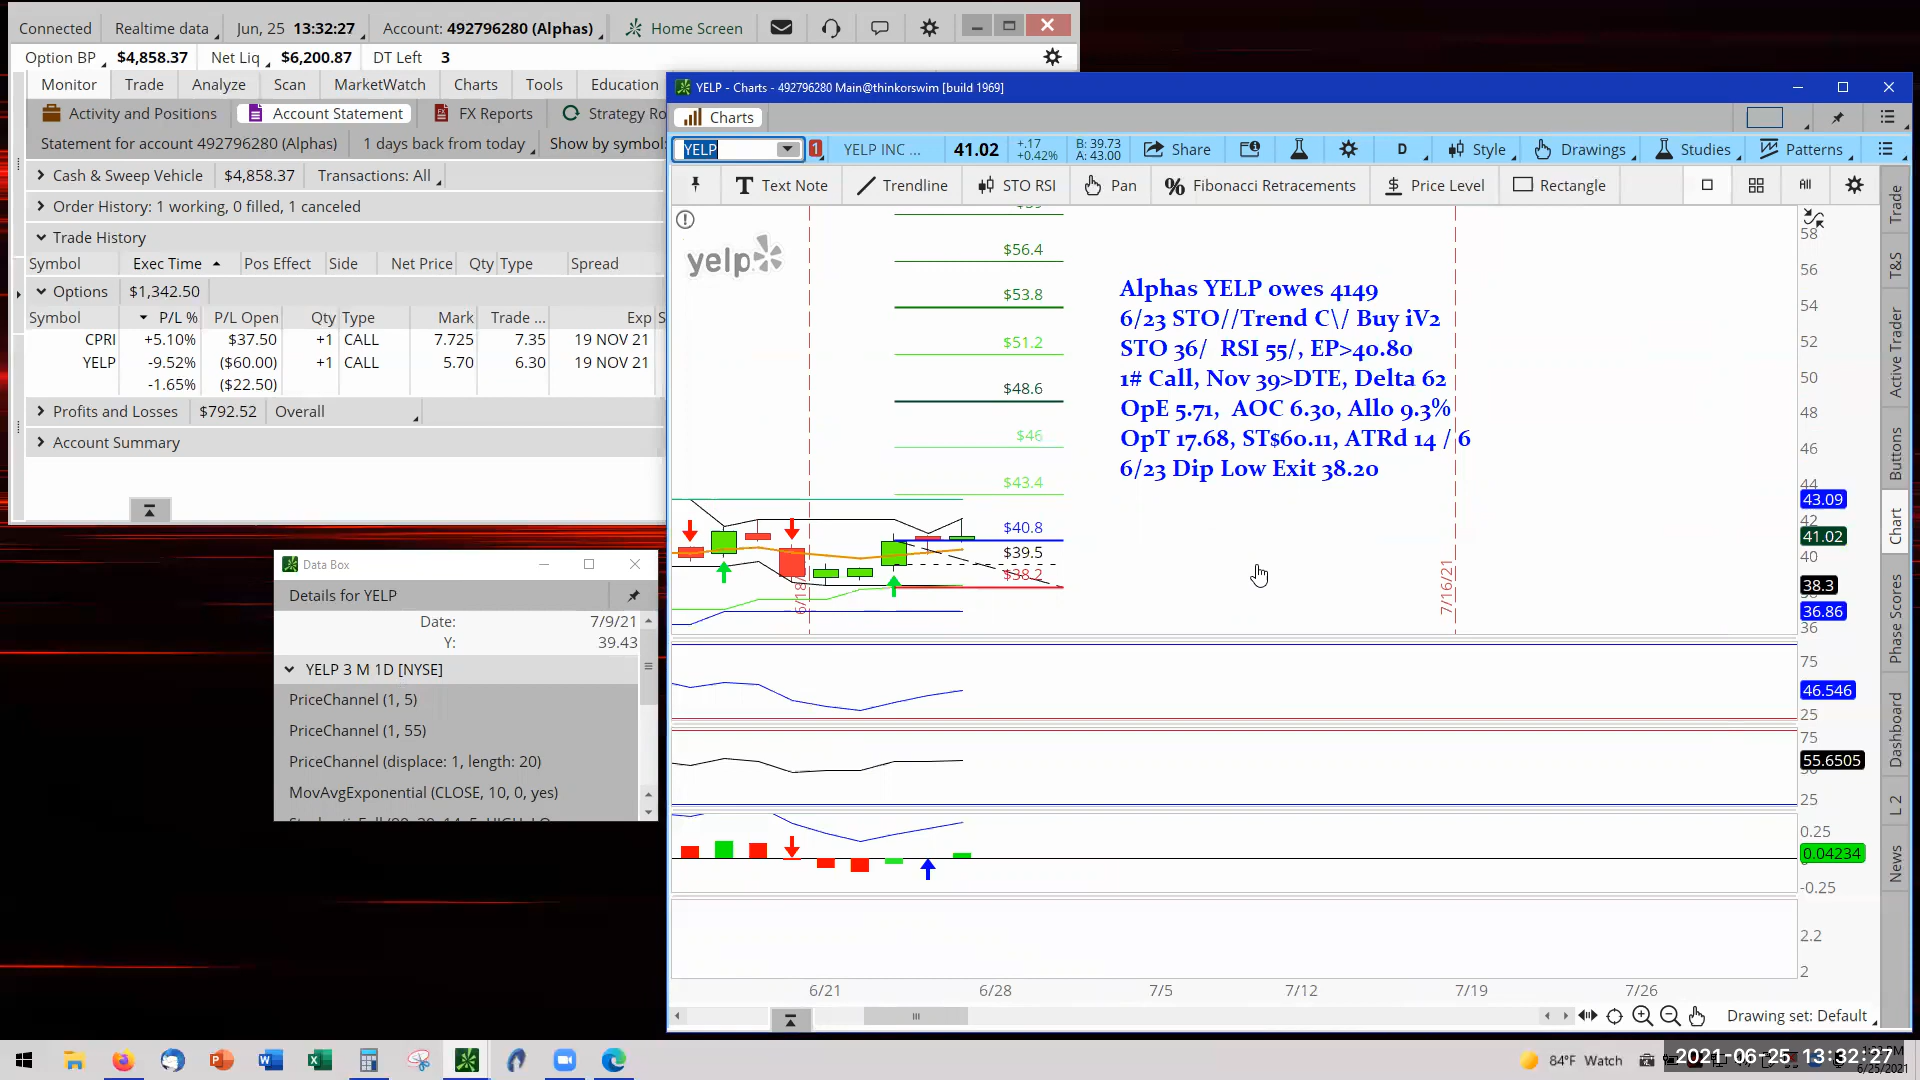 Connected Realtime data Jun, 25 13:32:27 Account: 492796280 (Alphas) Home Screen
Option BP $4,858.37 Net Liq $6,200.87 DT Left 3
Monitor Trade Analyze Scan MarketWatch Charts Tools Education
Activity and Positions Account Statement FX Reports Strategy Ro
Statement for account 492796280 (Alphas) 1 days back from today Show by symbol:
Cash & Sweep Vehicle $4,858.37 Transactions: All
Order History: 1 working, 0 filled, 1 canceled
Trade History
Symbol Exec Time Pos Effect Side Net Price Qty Type Spread
Options $1,342.50
Symbol P/L % P/L Open Qty Type Mark Trade ... Exp S
CPRI +5.10% $37.50 +1 CALL 7.725 7.35 19 NOV 21
YELP -9.52% ($60.00) +1 CALL 5.70 6.30 19 NOV 21
-1.65% ($22.50)
Profits and Losses $792.52 Overall
Account Summary
Data Box
Details for YELP
Date: 7/9/21
Y: 39.43
YELP 3 M 1D [NYSE]
PriceChannel (1, 5)
PriceChannel (1, 55)
PriceChannel (displace: 1, length: 20)
MovAvgExponential (CLOSE, 10, 0, yes)
YELP - Charts - 492796280 Main@thinkorswim [build 1969]
Charts
YELP 1 YELP INC ... 41.02 +.17 +0.42% B: 39.73 A: 43.00 Share D Style Drawings Studies Patterns
Text Note Trendline STO RSI Pan Fibonacci Retracements Price Level Rectangle All
yelp
$56.4
$53.8
$51.2
$48.6
$46
$43.4
$40.8
$39.5
$38.2
Alphas YELP owes 4149
6/23 STO//Trend C\/ Buy iV2
STO 36/ RSI 55/, EP>40.80
1# Call, Nov 39>DTE, Delta 62
OpE 5.71, AOC 6.30, Allo 9.3%
OpT 17.68, ST$60.11, ATRd 14 / 6
6/23 Dip Low Exit 38.20
6/18
7/16/21
58
56
54
52
50
48
46
44
43.09
42
41.02
40
38.3
36.86
36
75
46.546
25
75
55.6505
25
0.25
0.04234
-0.25
2.2
2
6/21 6/28 7/5 7/12 7/19 7/26
Drawing set: Default
Trade
T&S
Active Trader
Buttons
Chart
Phase Scores
Dashboard
L 2
News
84°F Watch
2021-06-25 13:32:27
6/25/2021